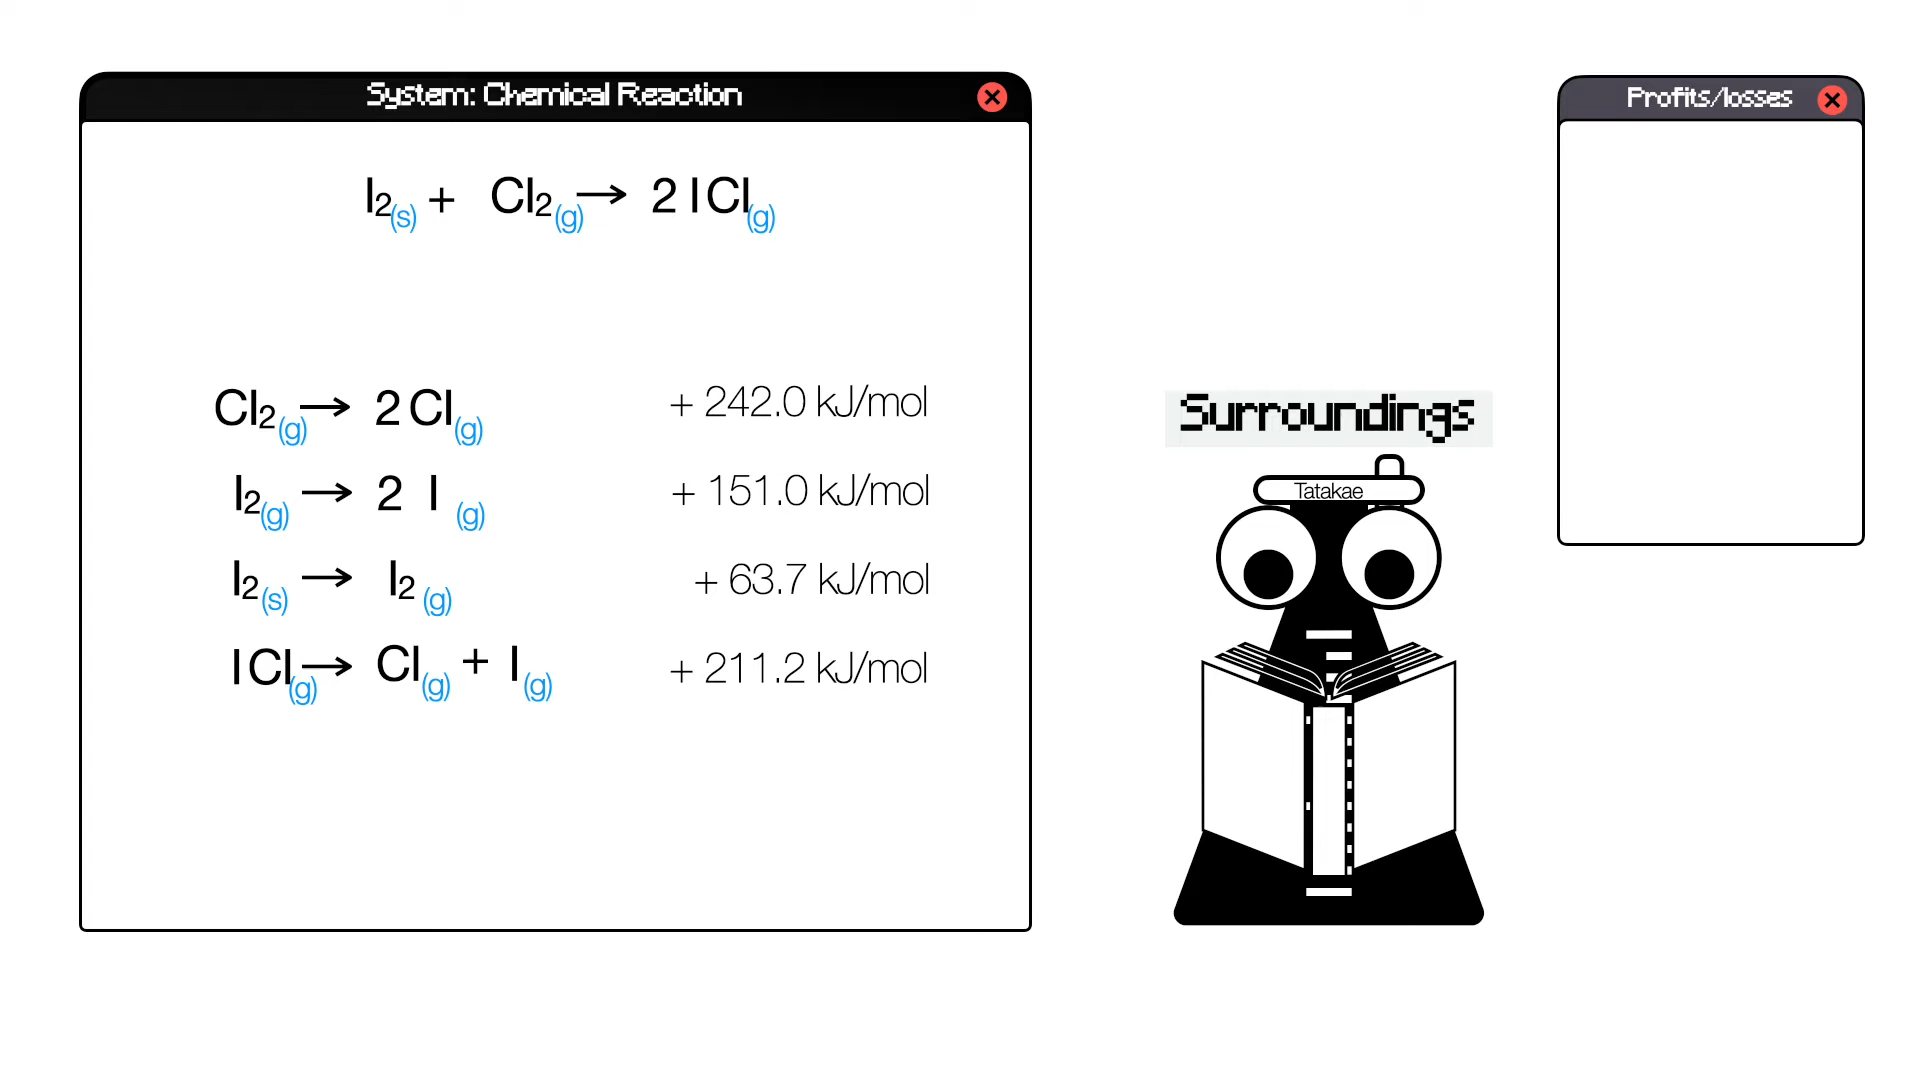 System: Chemical Reaction
I2(s) + Cl2(g) → 2 ICl(g)
Cl2(g) → 2 Cl(g) + 242.0 kJ/mol
I2(g) → 2 I (g) + 151.0 kJ/mol
I2(s) → I2 (g) + 63.7 kJ/mol
ICl(g) → Cl(g) + I(g) + 211.2 kJ/mol
Surroundings
Tatakae
Profits/losses